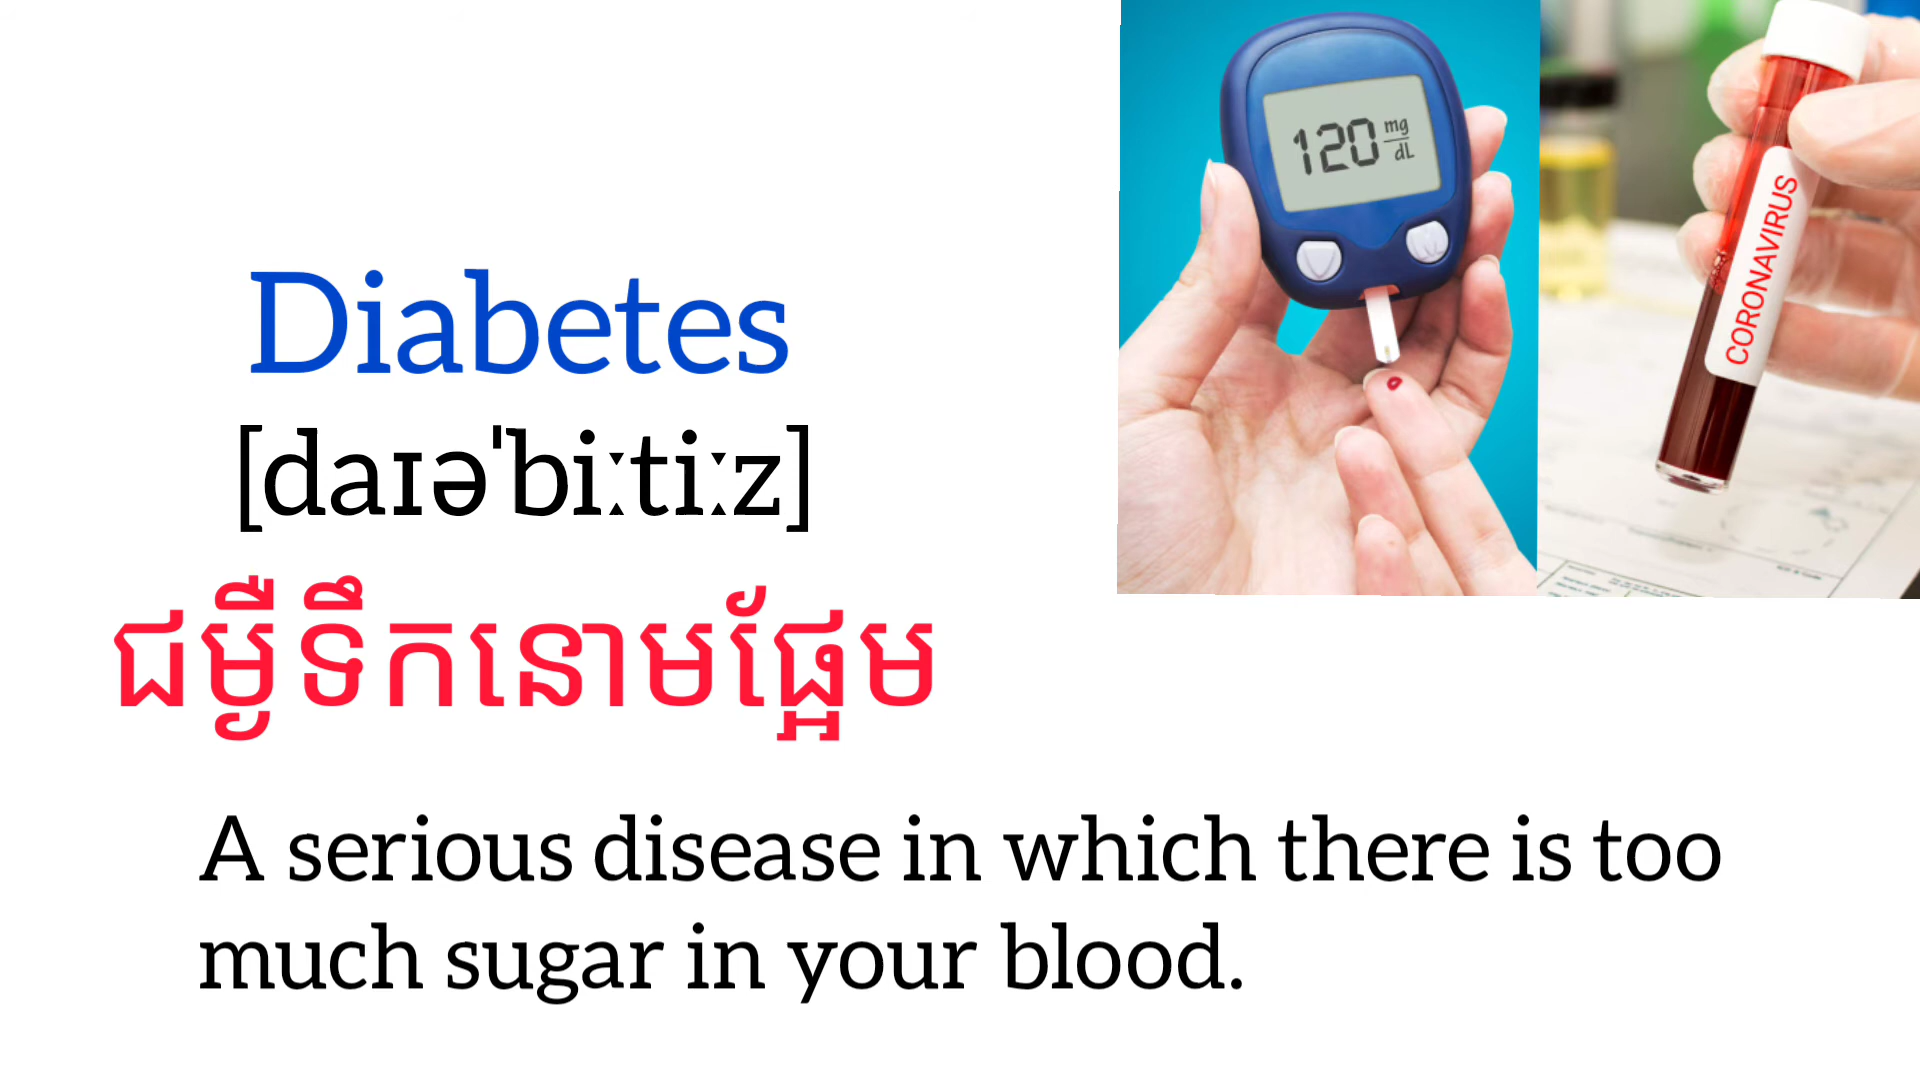 Diabetes
[daɪəˈbiːtiːz]
ជម្ងឺទឹកនោមផ្អែម
A serious disease in which there is too
much sugar in your blood.
120 mg/dL
CORONAVIRUS